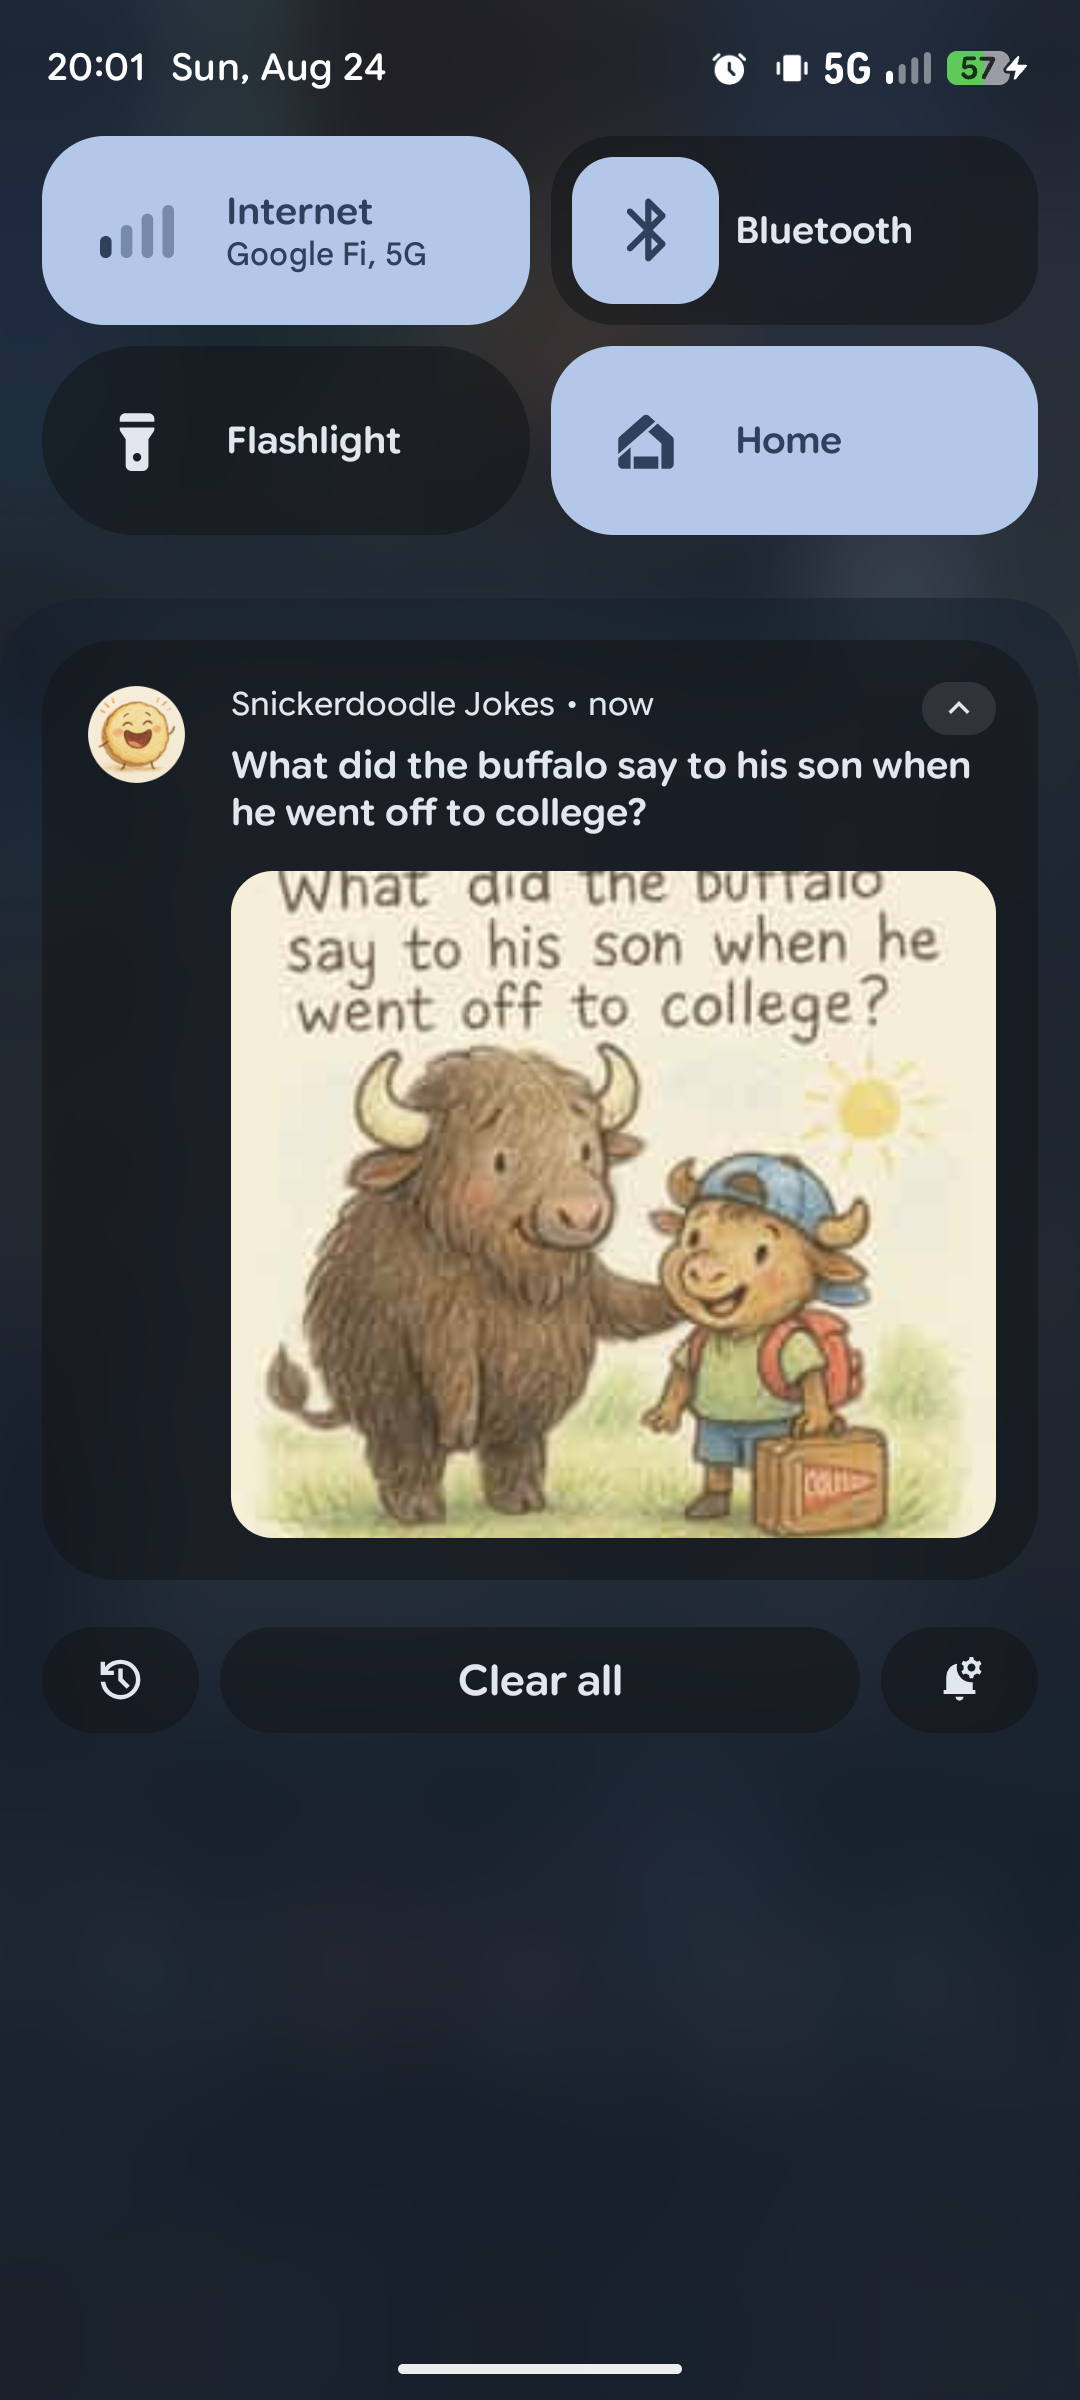 20:01 Sun, Aug 24 5G 57
Internet
Google Fi, 5G
Bluetooth
Flashlight
Home
Snickerdoodle Jokes • now
What did the buffalo say to his son when
he went off to college?
What did the buffalo
say to his son when he
went off to college?
Clear all